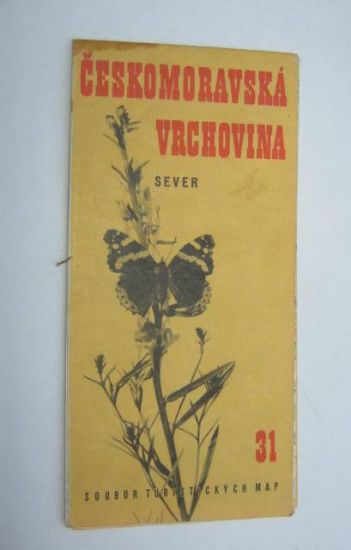 ČESKOMORAVSKÁ
VRCHOVINA
SEVER
31
SOUBOR TURISTICKÝCH MAP